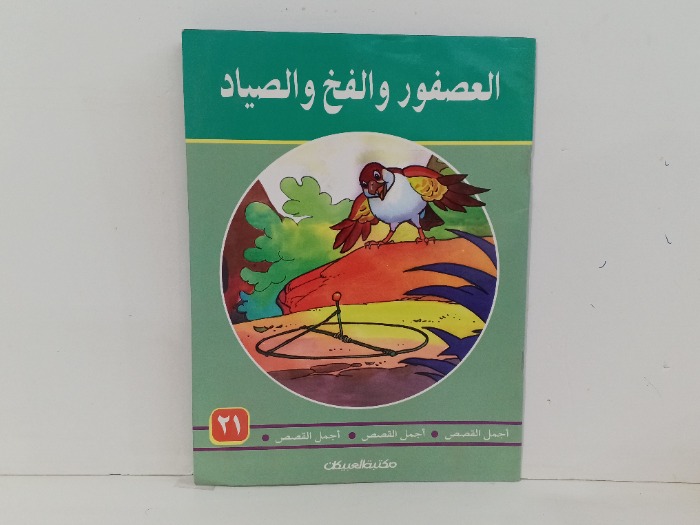 العصفور والفخ والصياد
أجمل القصص • أجمل القصص • أجمل القصص •
٢١
مكتبة العبيكان